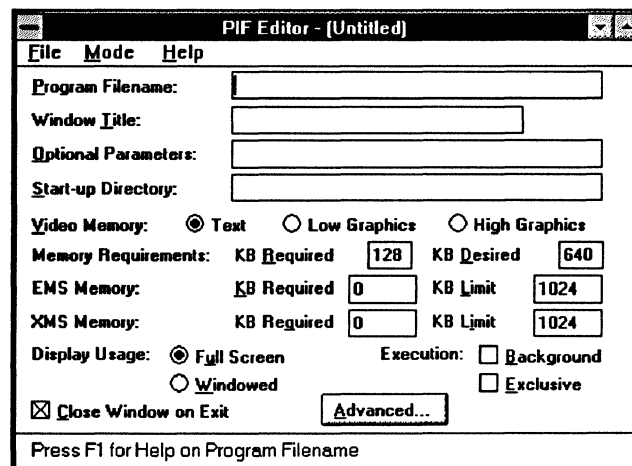 PIF Editor - (Untitled)
File Mode Help
Program Filename:
Window Title:
Optional Parameters:
Start-up Directory:
Video Memory: Text Low Graphics High Graphics
Memory Requirements: KB Required 128 KB Desired 640
EMS Memory: KB Required 0 KB Limit 1024
XMS Memory: KB Required 0 KB Limit 1024
Display Usage: Full Screen Execution: Background
Windowed Exclusive
Close Window on Exit Advanced...
Press F1 for Help on Program Filename